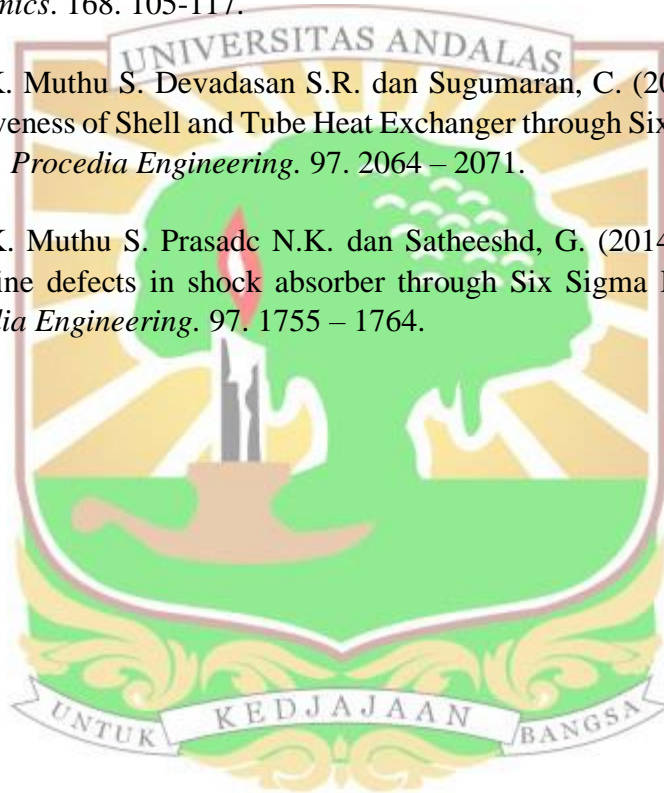 mics. 168. 105-117.
UNIVERSITAS ANDALAS
K. Muthu S. Devadasan S.R. dan Sugumaran, C. (20
veness of Shell and Tube Heat Exchanger through Six
Procedia Engineering. 97. 2064 – 2071.
K. Muthu S. Prasadc N.K. dan Satheeshd, G. (2014
ine defects in shock absorber through Six Sigma
dia Engineering. 97. 1755 – 1764.
UNTUK KEDJAJAAN BANGSA